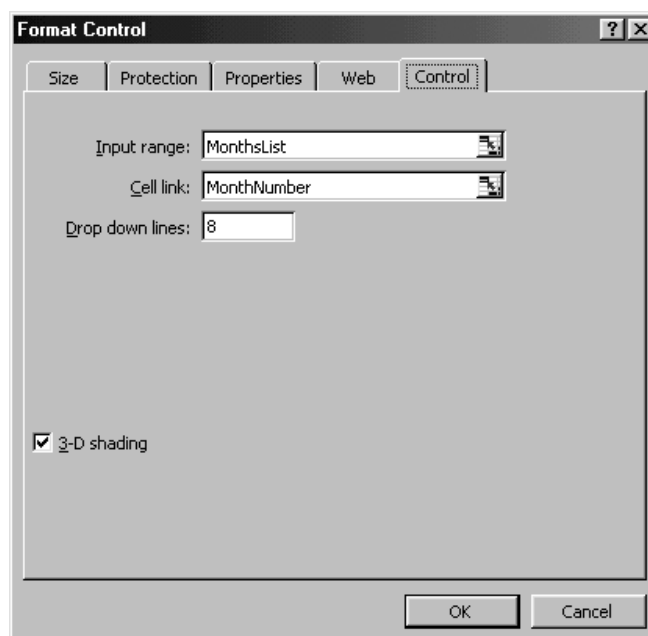 Format Control
Size Protection Properties Web Control
Input range: MonthsList
Cell link: MonthNumber
Drop down lines: 8
3-D shading
OK Cancel